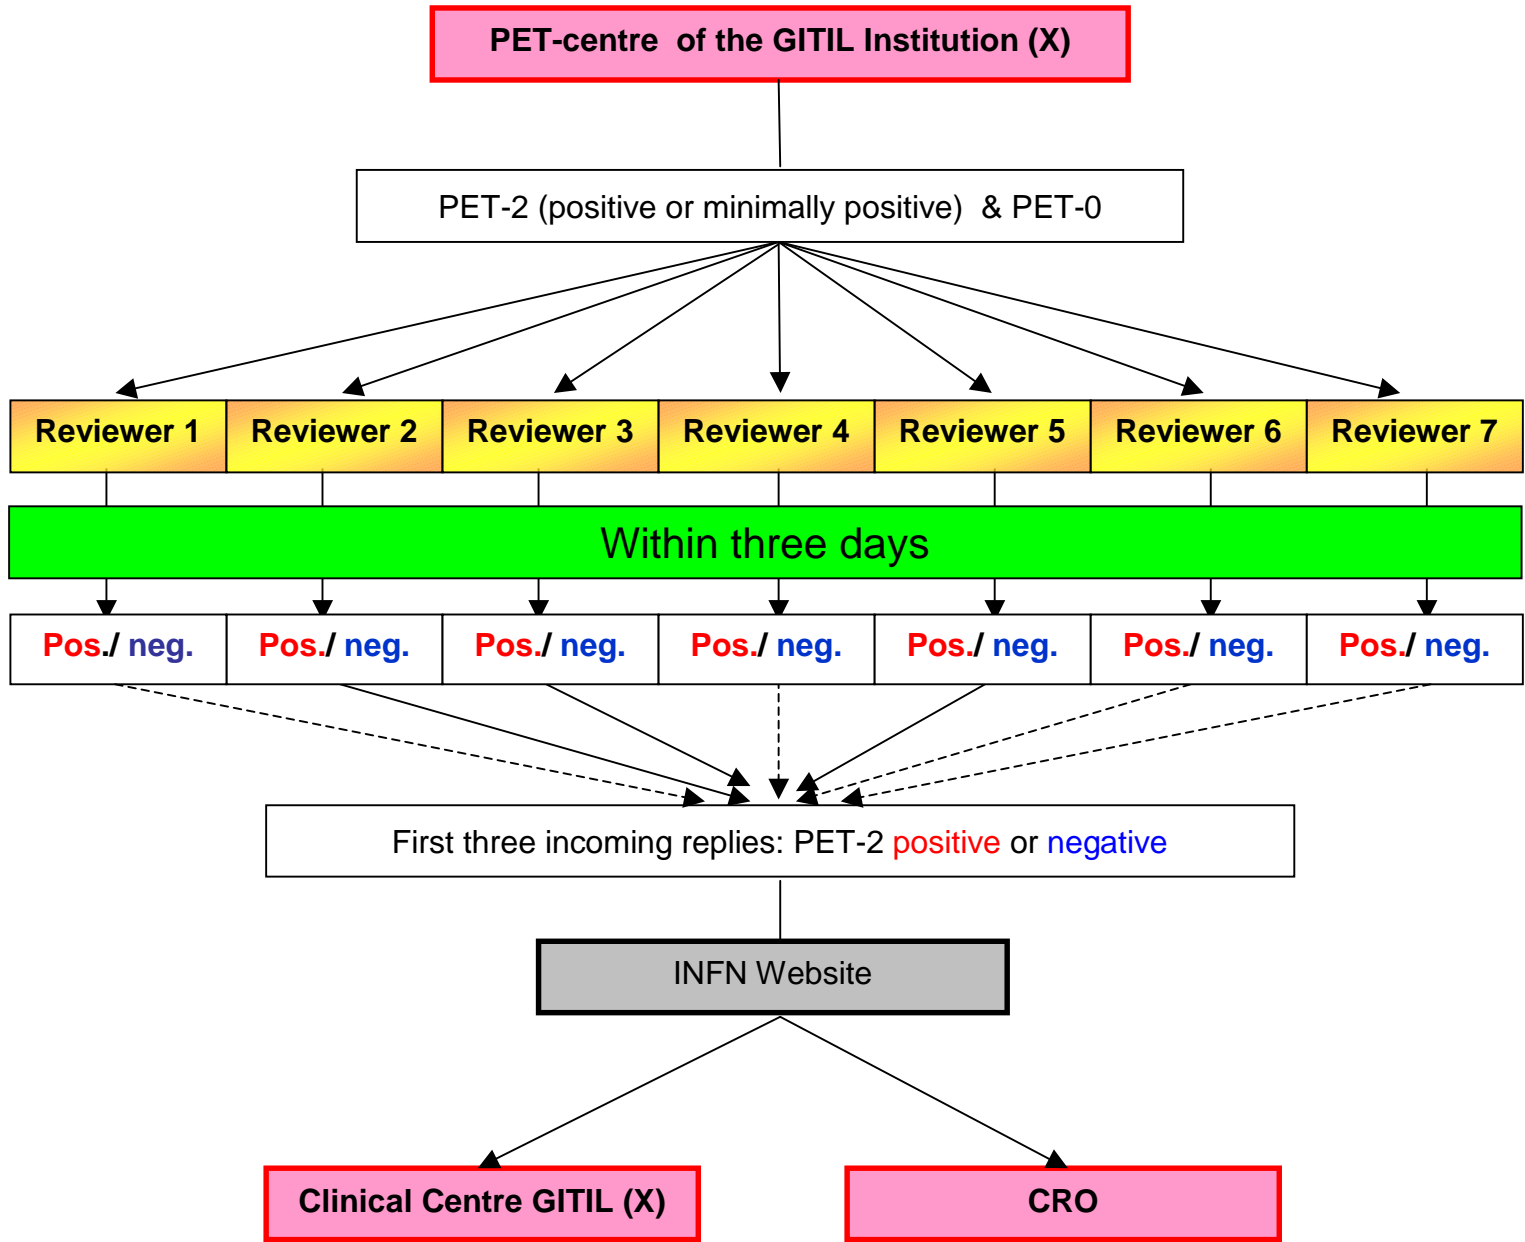 PET-centre of the GITIL Institution (X)
PET-2 (positive or minimally positive) & PET-0
Reviewer 1 Reviewer 2 Reviewer 3 Reviewer 4 Reviewer 5 Reviewer 6 Reviewer 7
Within three days
Pos./ neg. Pos./ neg. Pos./ neg. Pos./ neg. Pos./ neg. Pos./ neg. Pos./ neg.
First three incoming replies: PET-2 positive or negative
INFN Website
Clinical Centre GITIL (X) CRO